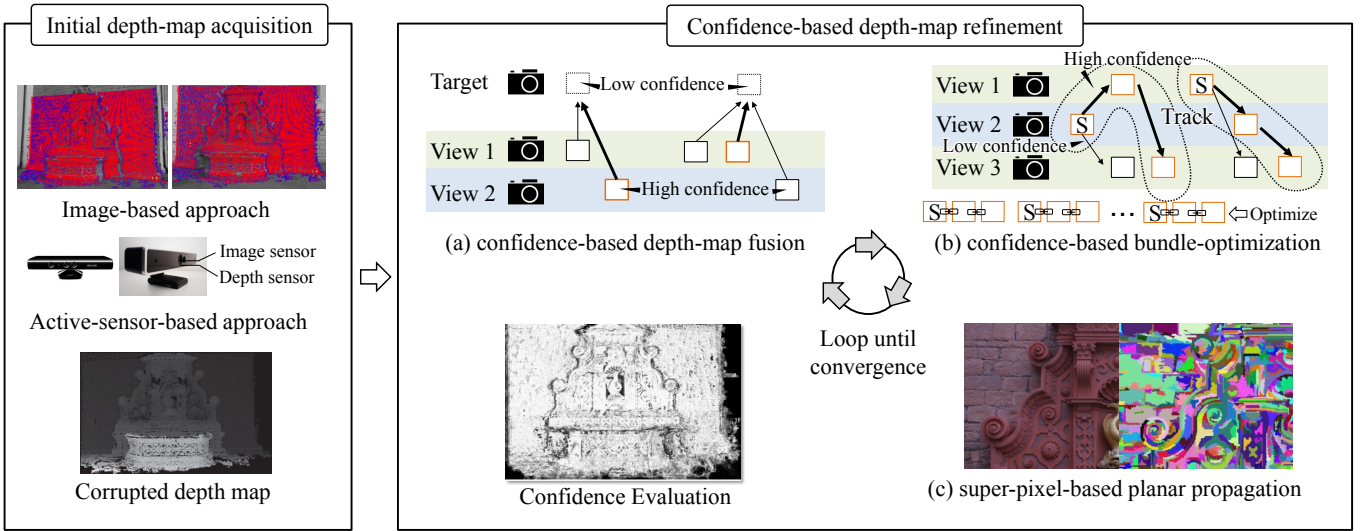 Initial depth-map acquisition
Image-based approach
Image sensor
Depth sensor
Active-sensor-based approach
Corrupted depth map
Confidence-based depth-map refinement
Target
Low confidence
View 1
View 2
High confidence
(a) confidence-based depth-map fusion
High confidence
View 1
S
View 2
S
Track
Low confidence
View 3
S
S
...
S
Optimize
(b) confidence-based bundle-optimization
Loop until
convergence
Confidence Evaluation
(c) super-pixel-based planar propagation